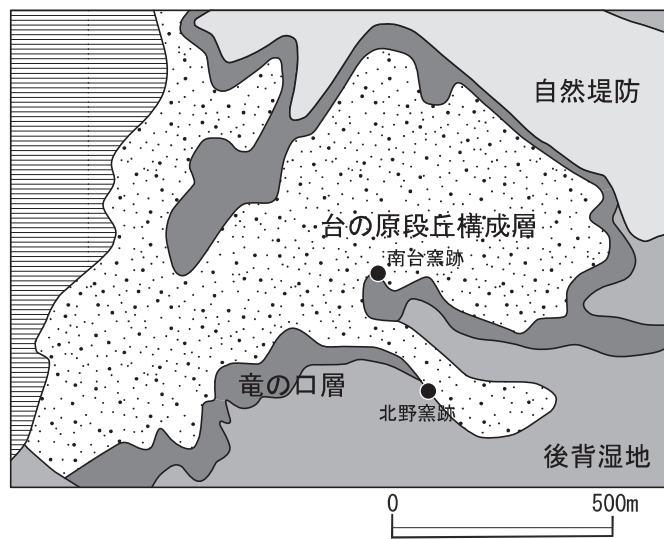 自然堤防
台の原段丘構成層
南台窯跡
竜の口層
北野窯跡
後背湿地
0 500m